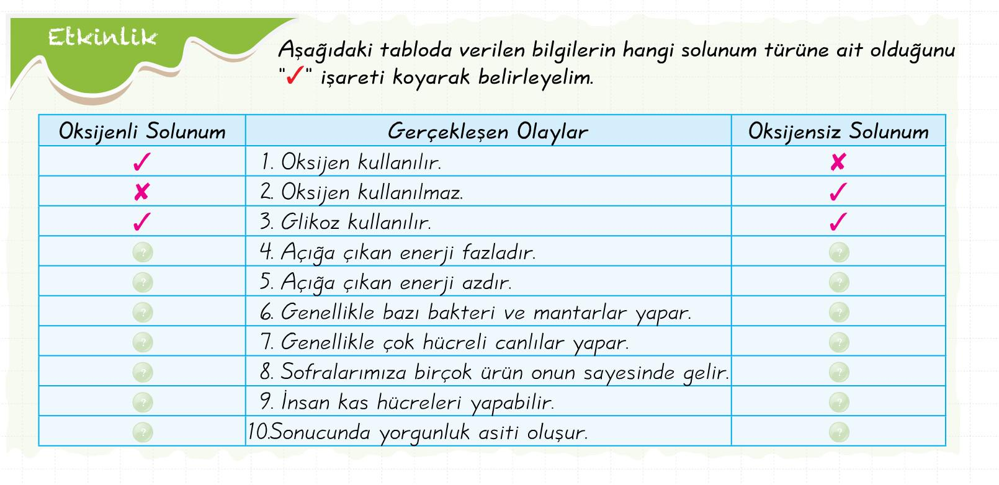 Etkinlik
Aşağıdaki tabloda verilen bilgilerin hangi solunum türüne ait olduğunu
"✓" işareti koyarak belirleyelim.
Oksijenli Solunum Gerçekleşen Olaylar Oksijensiz Solunum
✓ 1. Oksijen kullanılır. ✘
✘ 2. Oksijen kullanılmaz. ✓
✓ 3. Glikoz kullanılır. ✓
? 4. Açığa çıkan enerji fazladır. ?
? 5. Açığa çıkan enerji azdır. ?
? 6. Genellikle bazı bakteri ve mantarlar yapar. ?
? 7. Genellikle çok hücreli canlılar yapar. ?
? 8. Sofralarımıza birçok ürün onun sayesinde gelir. ?
? 9. İnsan kas hücreleri yapabilir. ?
? 10.Sonucunda yorgunluk asiti oluşur. ?